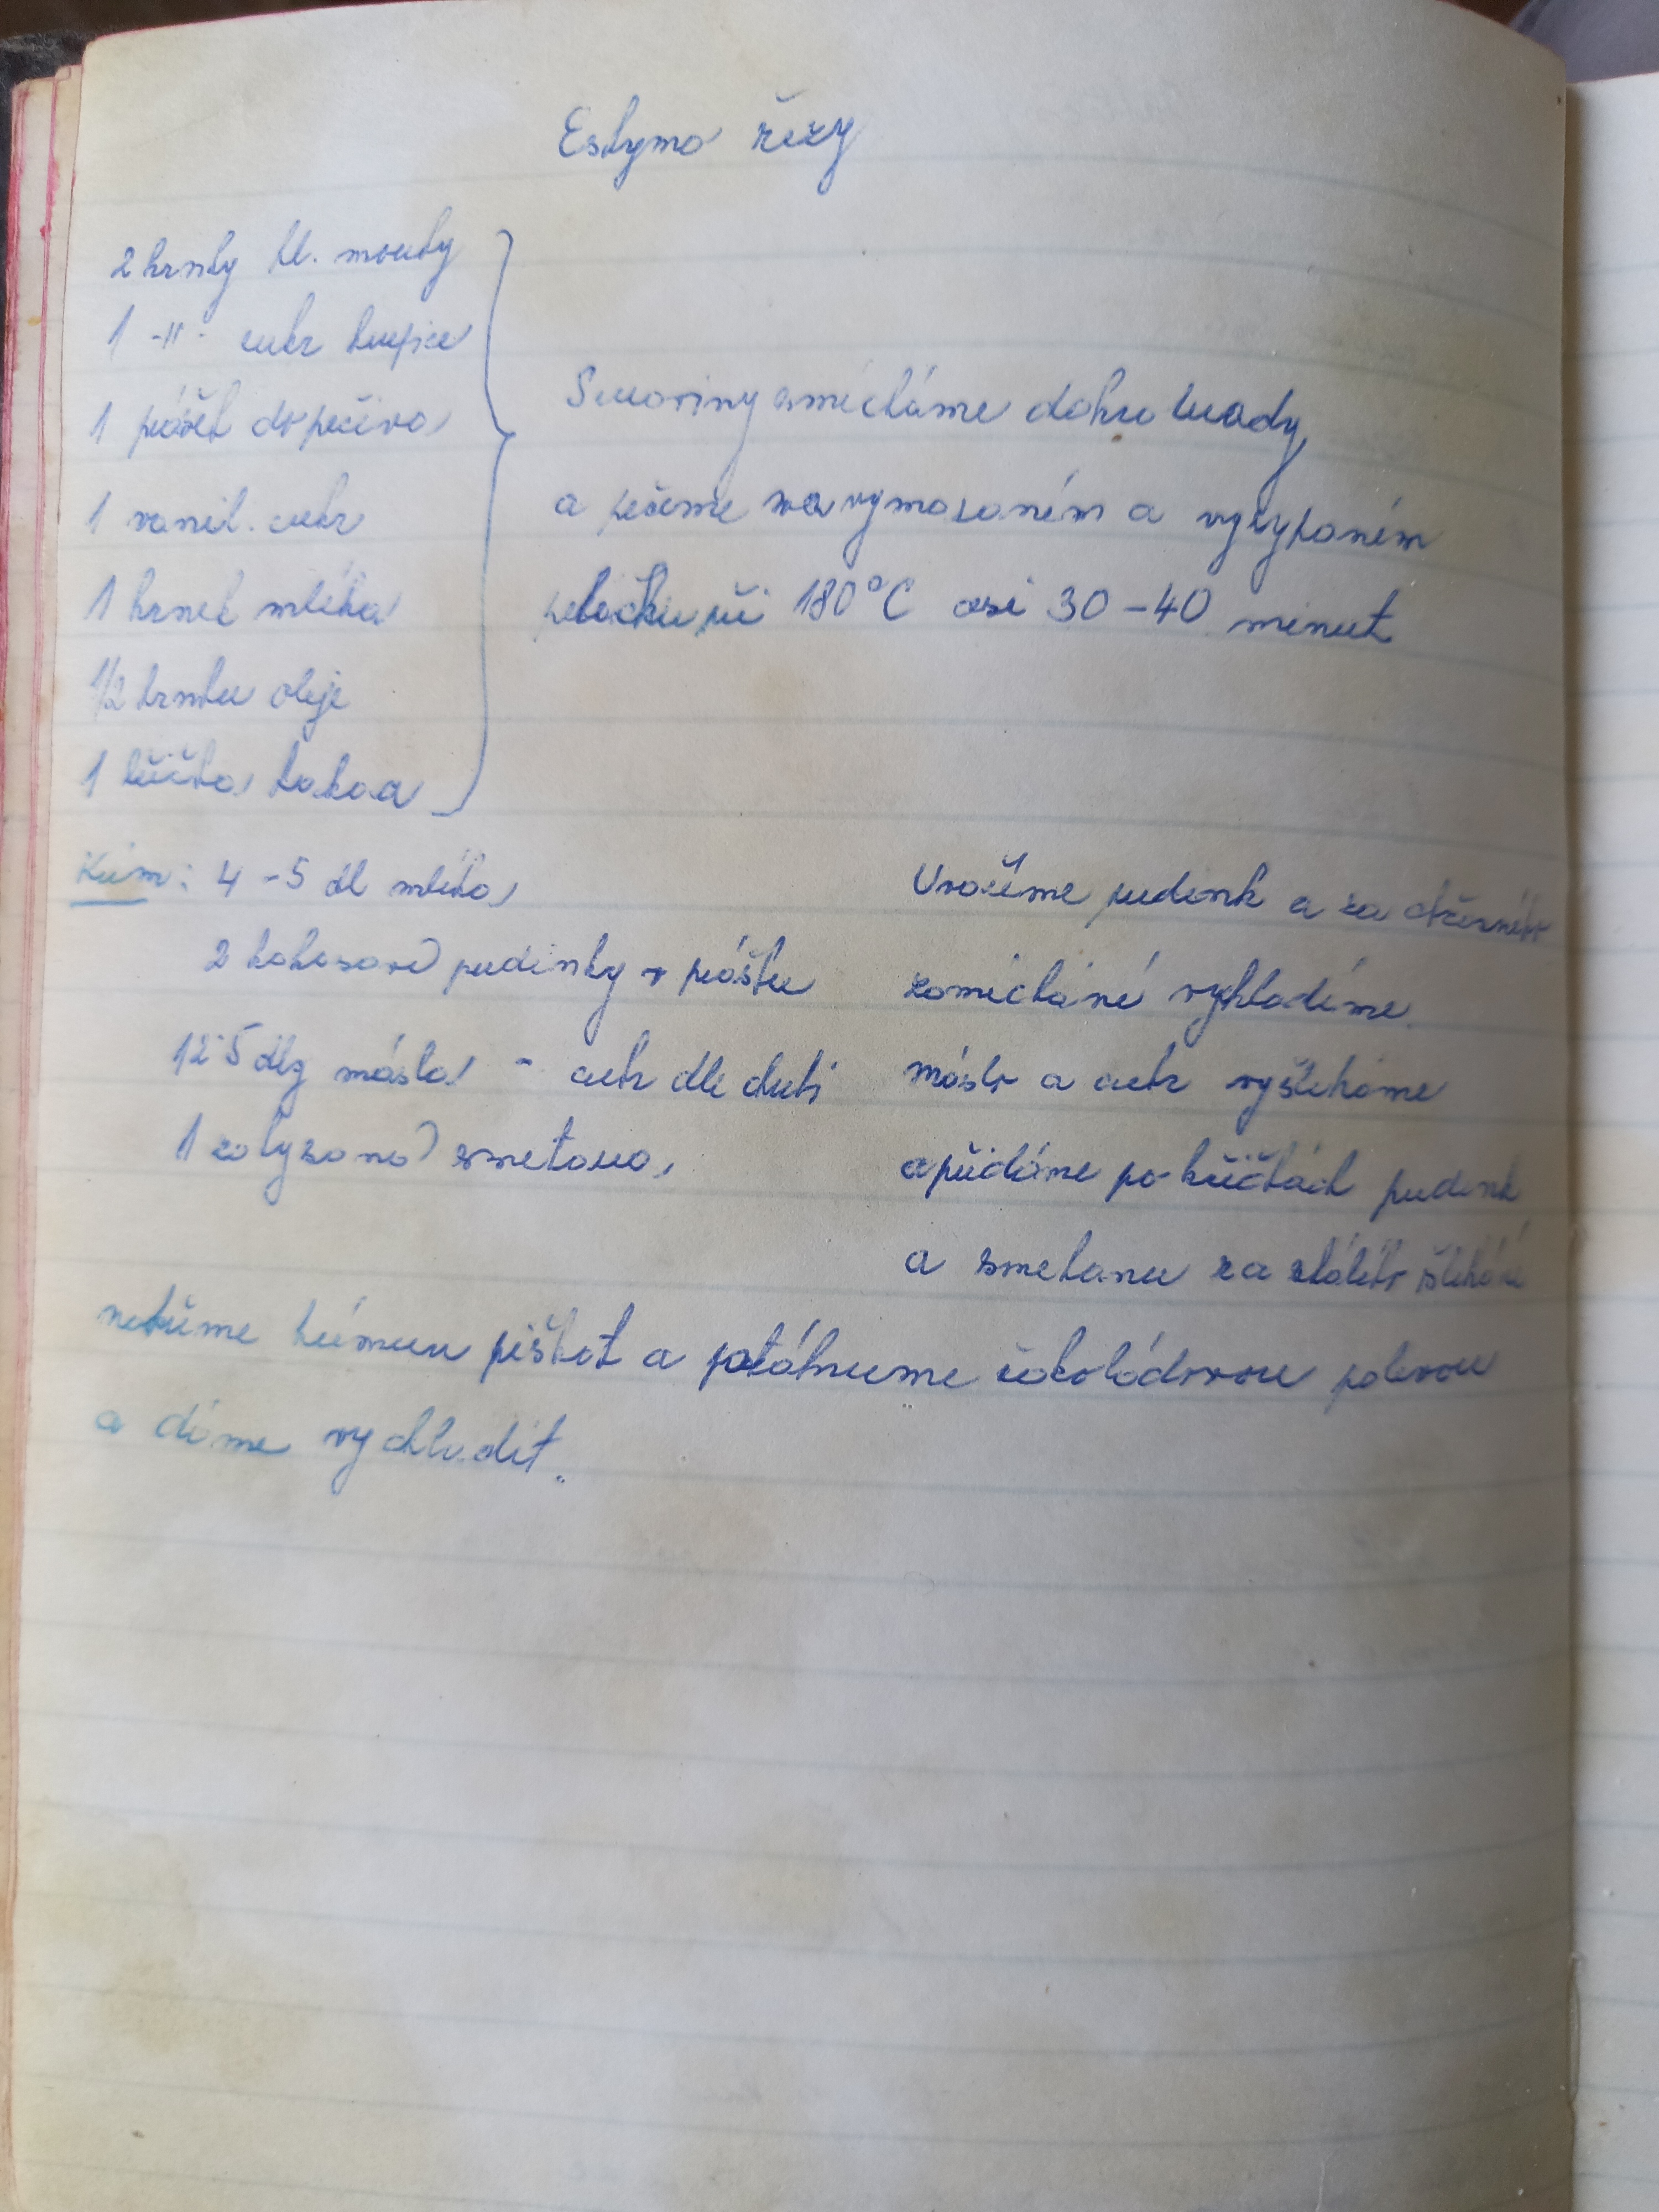 Eskymo řezy
2 hrnky hl. mouky
1 -"- cukr krupice
1 prášek do pečiva
1 vanil. cukr
1 hrnek mléka
1/2 hrnku oleje
1 lžička kakaa
Suroviny smícháme dohromady
a pečeme na vymazaném a vysypaném
plechu při 180°C asi 30-40 minut
Krém: 4-5 dl mléka
2 kokosové pudinky v prášku
12·5 dkg másla - cukr dle chuti
1 zakysaná smetana
Uvaříme pudink a za občasného
zamíchání vychladíme
máslo a cukr vyšleháme
a přidáme po lžičkách pudink
a smetanu za stálého šlehání
natřeme krémem piškot a potáhneme čokoládovou polevou
a dáme vychladit.